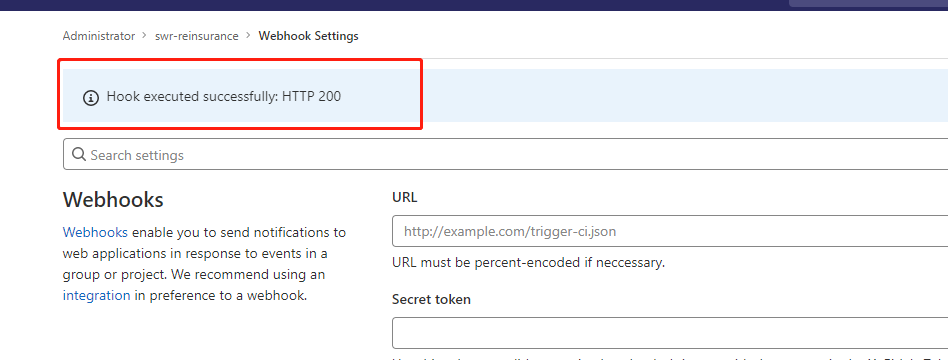 Administrator > swr-reinsurance > Webhook Settings
Hook executed successfully: HTTP 200
Search settings
Webhooks
Webhooks enable you to send notifications to
web applications in response to events in a
group or project. We recommend using an
integration in preference to a webhook.
URL
http://example.com/trigger-ci.json
URL must be percent-encoded if neccessary.
Secret token